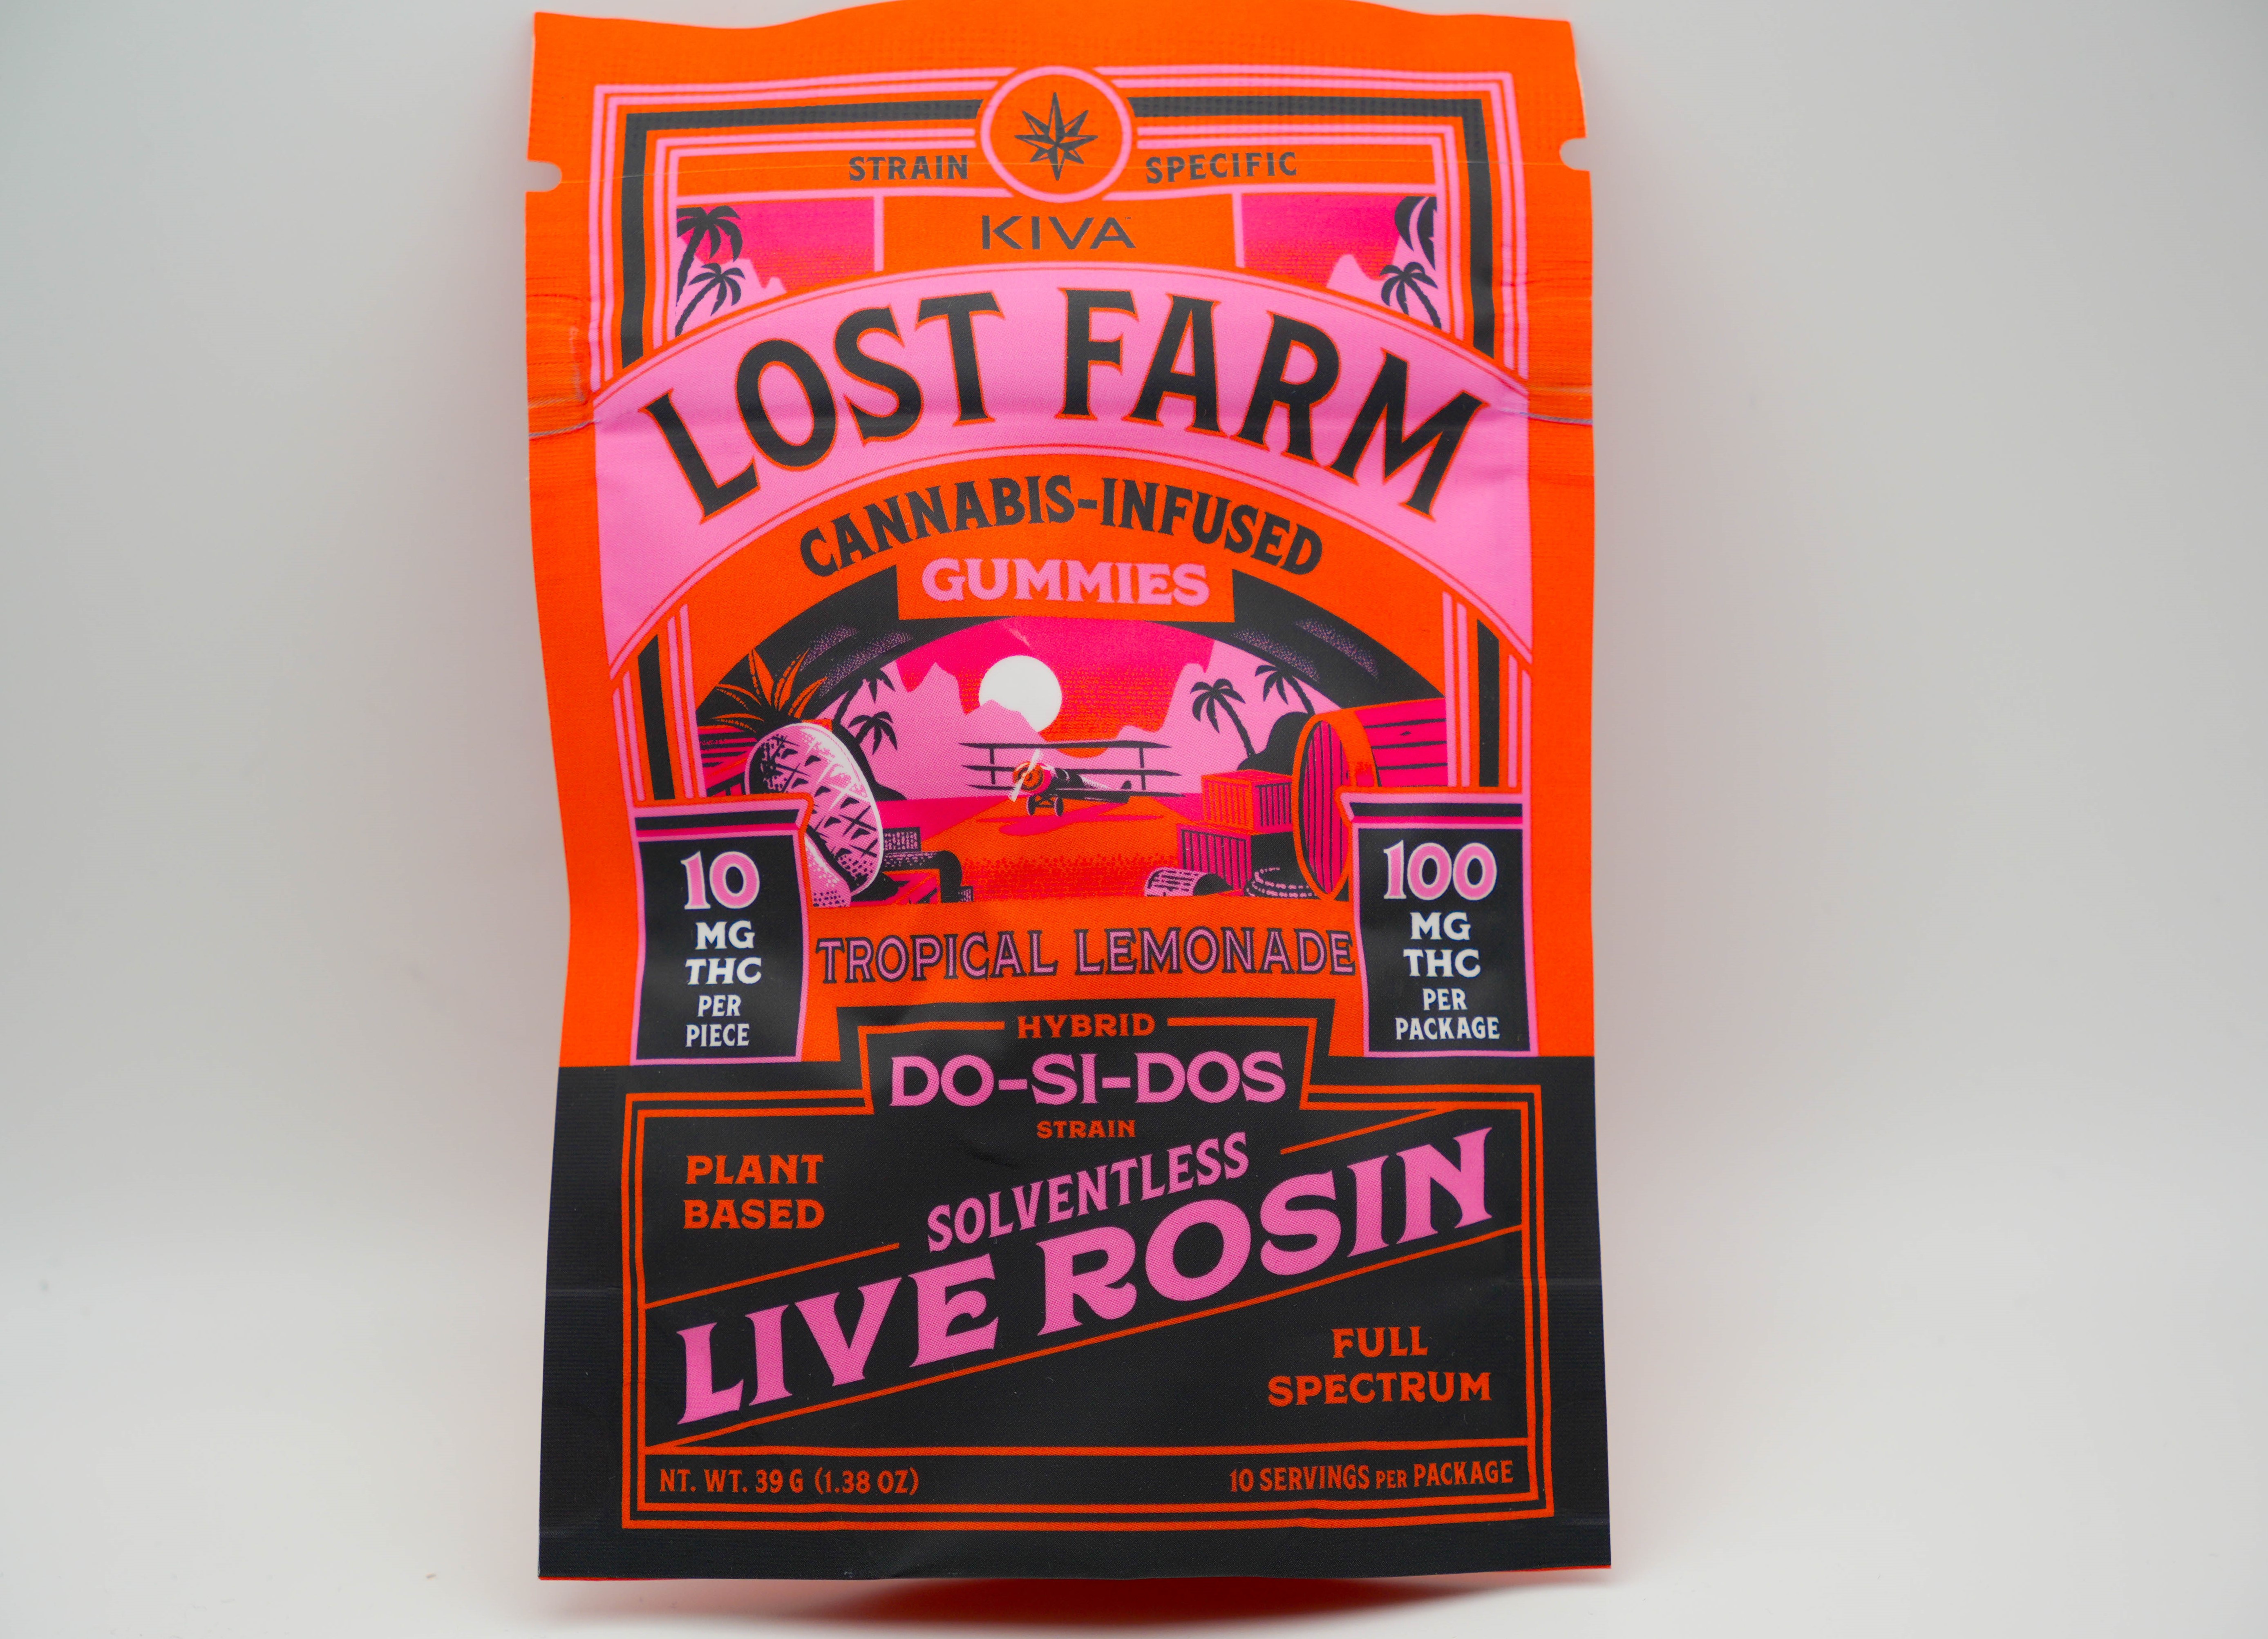 STRAIN SPECIFIC
KIVA
LOST FARM
CANNABIS-INFUSED
GUMMIES
10
MG
THC
PER
PIECE
100
MG
THC
PER
PACKAGE
TROPICAL LEMONADE
HYBRID
DO-SI-DOS
STRAIN
PLANT
BASED
SOLVENTLESS
LIVE ROSIN
FULL
SPECTRUM
NT. WT. 39 G (1.38 OZ)
10 SERVINGS PER PACKAGE